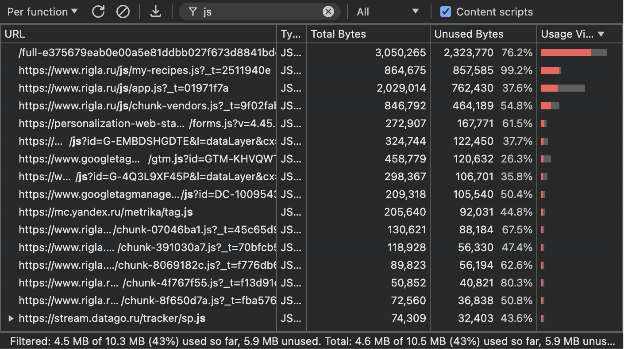 Per function ▼ js All ▼ Content scripts
URL Ty... Total Bytes Unused Bytes Usage Vi... ▼
/full-e375679eab0e00a5e81ddbb027f673d8841bd JS... 3,050,265 2,323,770 76.2%
https://www.rigla.ru/js/my-recipes.js?_t=2511940e JS... 864,675 857,585 99.2%
https://www.rigla.ru/js/app.js?_t=01971f7a JS... 2,029,014 762,430 37.6%
https://www.rigla.ru/js/chunk-vendors.js?_t=9f02fa JS... 846,792 464,189 54.8%
https://personalization-web-sta... /forms.js?v=4.45. JS... 272,907 167,771 61.5%
https://... /js?id=G-EMBDSHGDTE&l=dataLayer&cx= JS... 324,744 122,450 37.7%
https://www.googletag... /gtm.js?id=GTM-KHVQW JS... 458,779 120,632 26.3%
https://w... /js?id=G-4Q3L9XF45P&l=dataLayer&cx= JS... 298,367 106,701 35.8%
https://www.googletagmanage.../js?id=DC-1009543 JS... 209,318 105,540 50.4%
https://mc.yandex.ru/metrika/tag.js JS... 205,640 92,031 44.8%
https://www.rigla.... /chunk-07046ba1.js?_t=45c65d9 JS... 130,621 88,184 67.5%
https://www.rigla.... /chunk-391030a7.js?_t=70bfcb5 JS... 118,928 56,330 47.4%
https://www.rigla..../chunk-8069182c.js?_t=f776db6 JS... 89,823 56,194 62.6%
https://www.rigla.r... /chunk-4f767f55.js?_t=f13d91 JS... 50,852 40,821 80.3%
https://www.rigla.r... /chunk-8f650d7a.js?_t=fba576 JS... 72,560 36,838 50.8%
https://stream.datago.ru/tracker/sp.js JS... 74,309 32,403 43.6%
Filtered: 4.5 MB of 10.3 MB (43%) used so far, 5.9 MB unused. Total: 4.6 MB of 10.5 MB (43%) used so far, 5.9 MB unus...